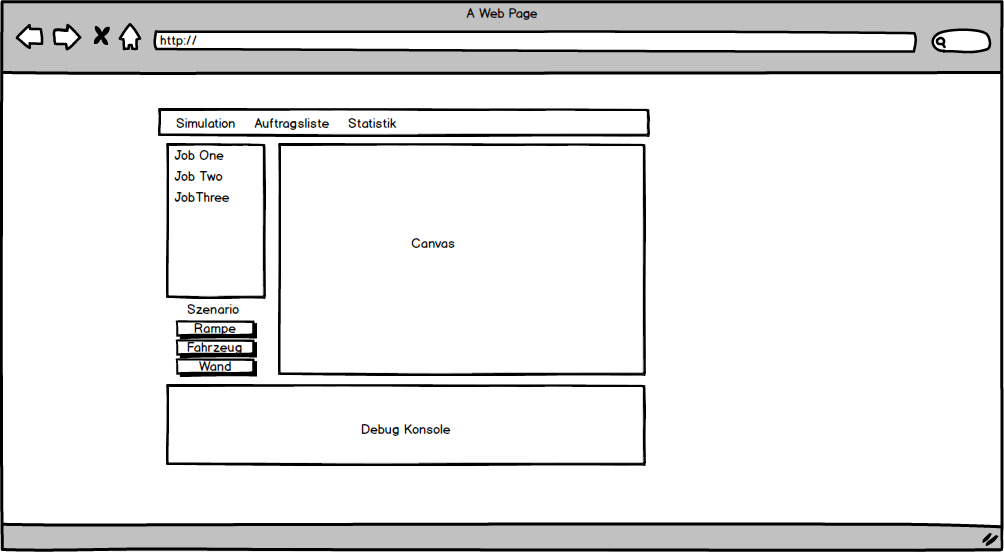 A Web Page
http://
Simulation Auftragsliste Statistik
Job One
Job Two
JobThree
Canvas
Szenario
Rampe
Fahrzeug
Wand
Debug Konsole